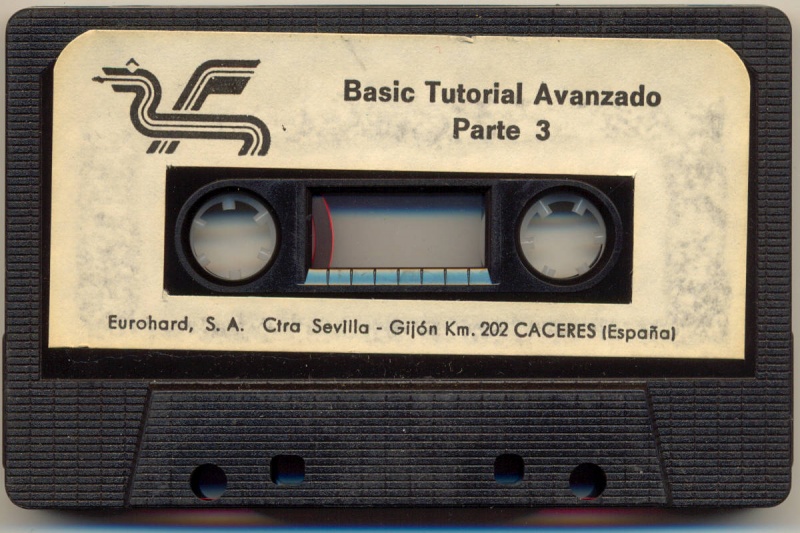 Basic Tutorial Avanzado
Parte 3
Eurohard, S. A. Ctra Sevilla - Gijón Km. 202 CACERES (España)